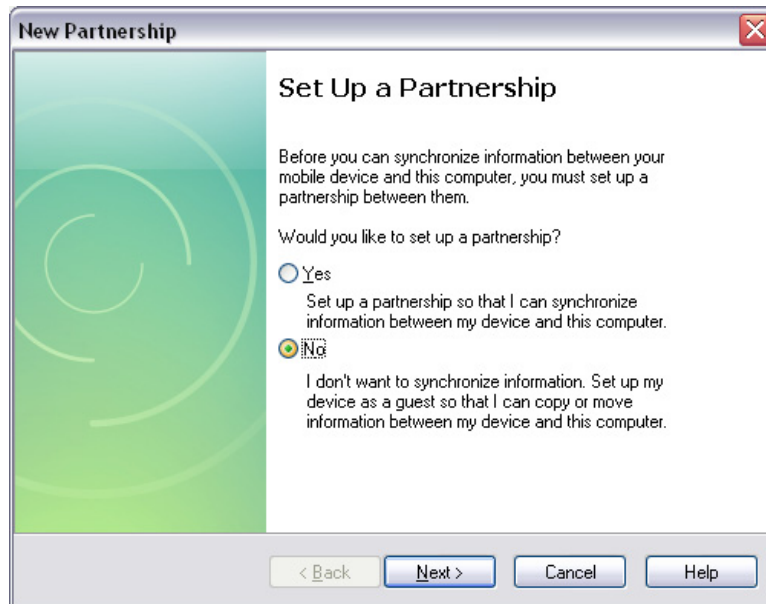 New Partnership
Set Up a Partnership
Before you can synchronize information between your
mobile device and this computer, you must set up a
partnership between them.
Would you like to set up a partnership?
Yes
Set up a partnership so that I can synchronize
information between my device and this computer.
No
I don't want to synchronize information. Set up my
device as a guest so that I can copy or move
information between my device and this computer.
< Back Next > Cancel Help